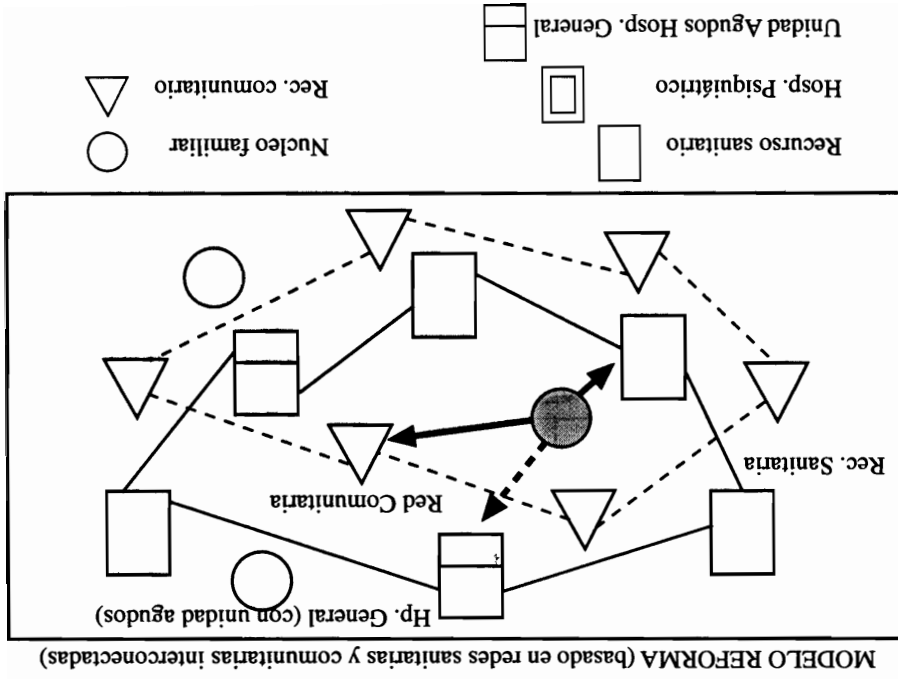 MODELO REFORMA (basado en redes sanitarias y comunitarias interconectadas)
Hp. General (con unidad agudos)
Red Comunitaria
Rec. Sanitaria
Recurso sanitario
Nucleo familiar
Hosp. Psiquiátrico
Rec. comunitario
Unidad Agudos Hosp. General